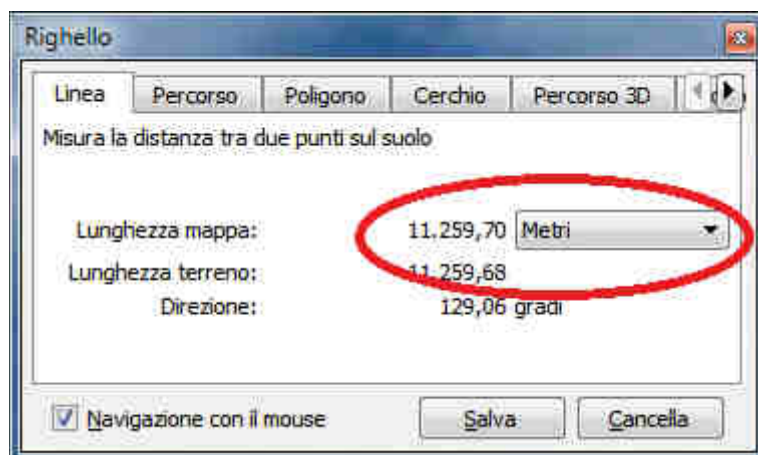 Righello
Linea Percorso Poligono Cerchio Percorso 3D
Misura la distanza tra due punti sul suolo
Lunghezza mappa: 11.259,70 Metri
Lunghezza terreno: 11.259,68
Direzione: 129,06 gradi
Navigazione con il mouse Salva Cancella